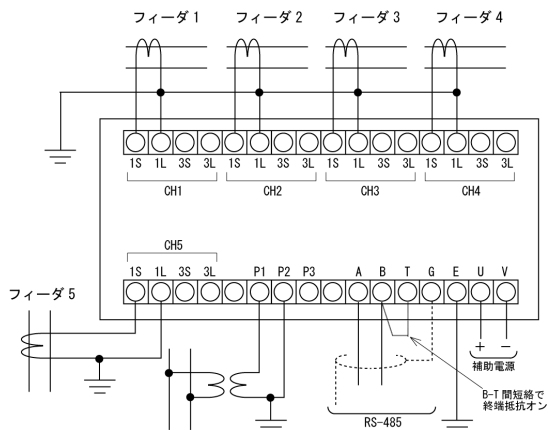 フィーダ 1 フィーダ 2 フィーダ 3 フィーダ 4
1S 1L 3S 3L 1S 1L 3S 3L 1S 1L 3S 3L 1S 1L 3S 3L
CH1 CH2 CH3 CH4
CH5
1S 1L 3S 3L P1 P2 P3 A B T G E U V
フィーダ 5
+ −
補助電源
B-T 間短絡で
終端抵抗オン
RS-485